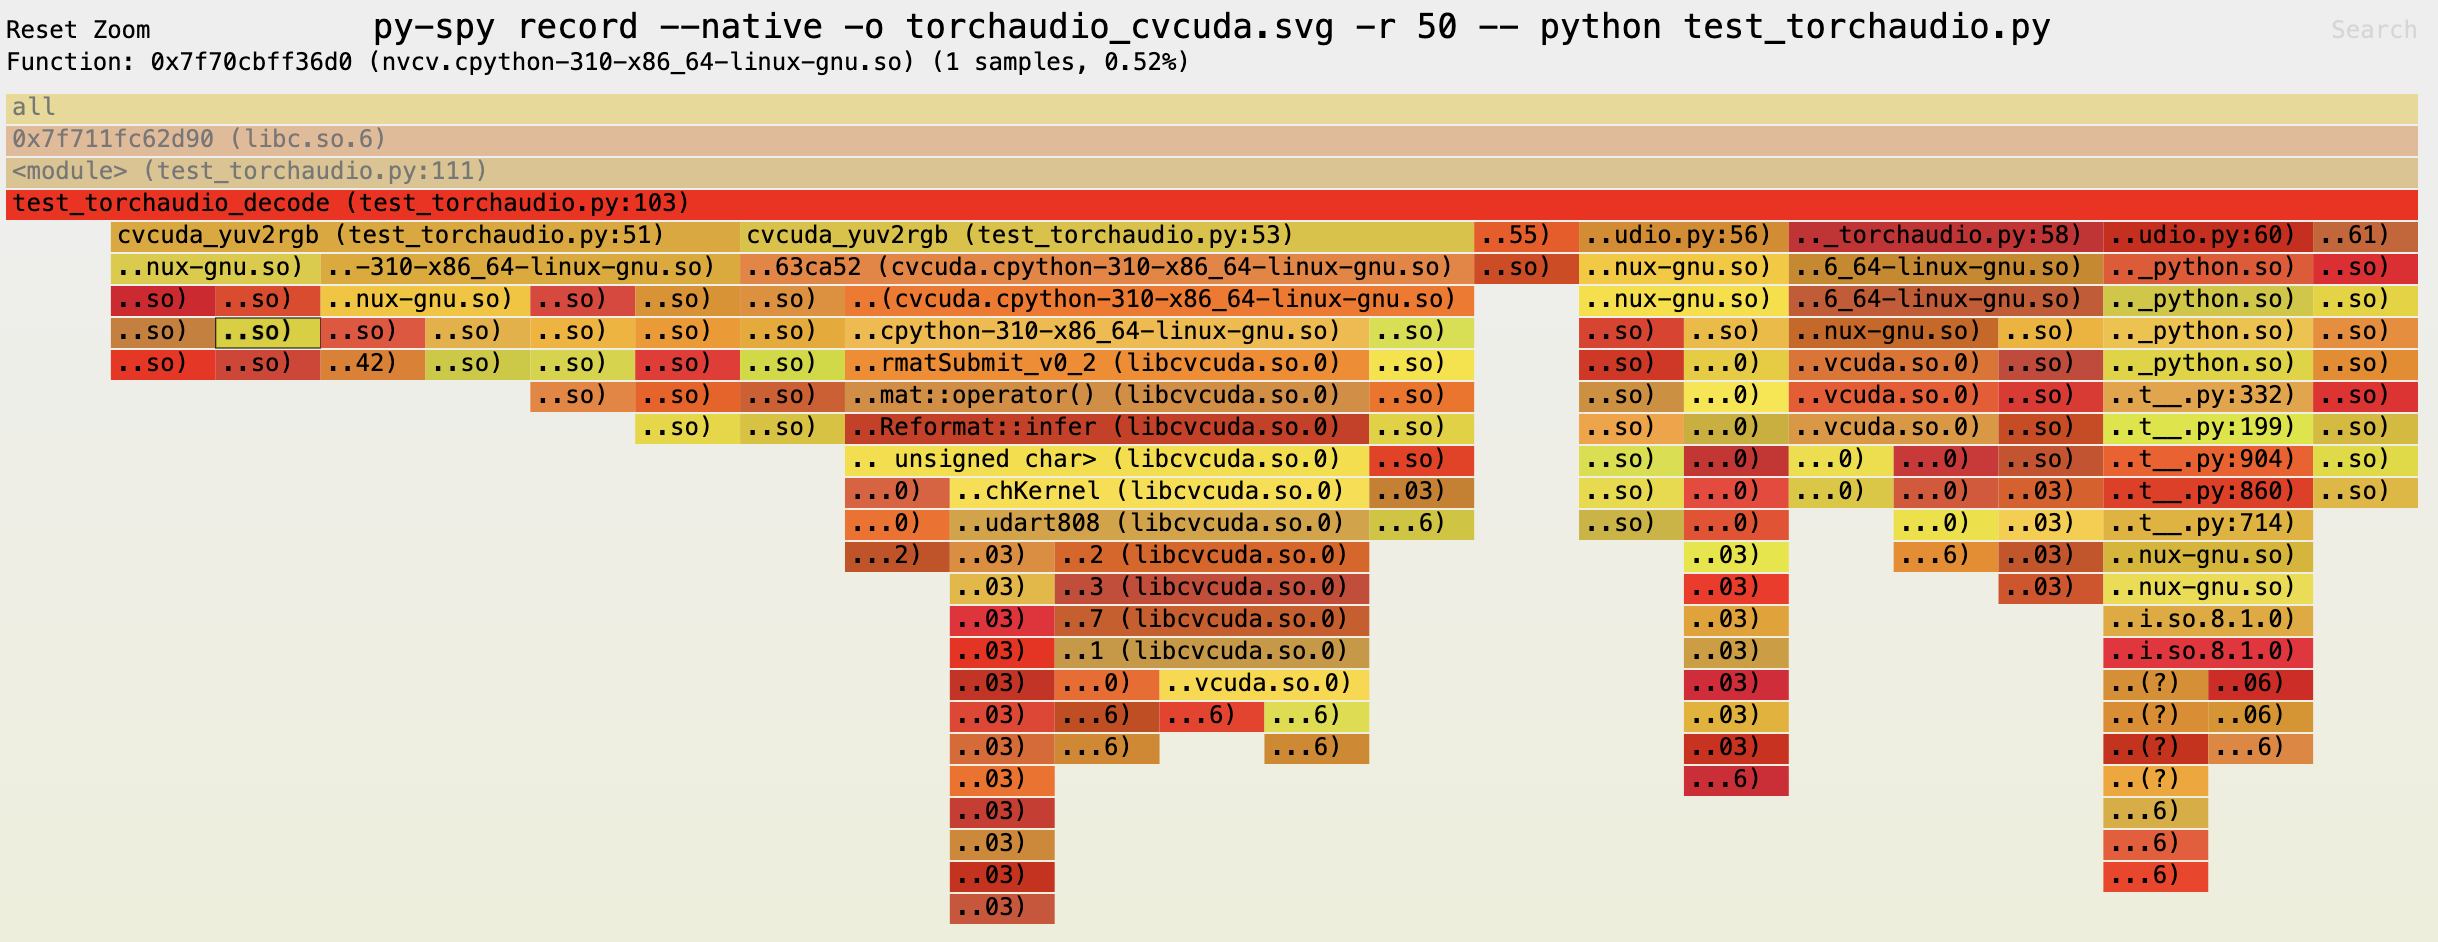 py-spy record --native -o torchaudio_cvcuda.svg -r 50 -- python test_torchaudio.py
Reset Zoom
Search
Function: 0x7f70cbff36d0 (nvcv.cpython-310-x86_64-linux-gnu.so) (1 samples, 0.52%)
all
0x7f711fc62d90 (libc.so.6)
<module> (test_torchaudio.py:111)
test_torchaudio_decode (test_torchaudio.py:103)
cvcuda_yuv2rgb (test_torchaudio.py:51) cvcuda_yuv2rgb (test_torchaudio.py:53) ..55) ..udio.py:56) .._torchaudio.py:58) ..udio.py:60) ..61)
..nux-gnu.so) ..-310-x86_64-linux-gnu.so) ..63ca52 (cvcuda.cpython-310-x86_64-linux-gnu.so) ..so) ..nux-gnu.so) ..6_64-linux-gnu.so) .._python.so) ..so)
..so) ..so) ..nux-gnu.so) ..so) ..so) ..so) ..(cvcuda.cpython-310-x86_64-linux-gnu.so) ..nux-gnu.so) ..6_64-linux-gnu.so) .._python.so) ..so)
..so) ..so) ..so) ..so) ..so) ..so) ..so) ..cpython-310-x86_64-linux-gnu.so) ..so) ..so) ..so) ..nux-gnu.so) ..so) .._python.so) ..so)
..so) ..so) ..42) ..so) ..so) ..so) ..so) ..rmatSubmit_v0_2 (libcvcuda.so.0) ..so) ..so) ...0) ..vcuda.so.0) ..so) .._python.so) ..so)
..so) ..so) ..so) ..mat::operator() (libcvcuda.so.0) ..so) ..so) ...0) ..vcuda.so.0) ..so) ..t__.py:332) ..so)
..so) ..so) ..Reformat::infer (libcvcuda.so.0) ..so) ..so) ...0) ..vcuda.so.0) ..so) ..t__.py:199) ..so)
.. unsigned char> (libcvcuda.so.0) ..so) ..so) ...0) ...0) ...0) ..so) ..t__.py:904) ..so)
...0) ..chKernel (libcvcuda.so.0) ..03) ..so) ...0) ...0) ...0) ..03) ..t__.py:860) ..so)
...0) ..udart808 (libcvcuda.so.0) ...6) ..so) ...0) ...0) ..03) ..t__.py:714)
...2) ..03) ..2 (libcvcuda.so.0) ..03) ...6) ..03) ..nux-gnu.so)
..03) ..3 (libcvcuda.so.0) ..03) ..03) ..nux-gnu.so)
..03) ..7 (libcvcuda.so.0) ..03) ..i.so.8.1.0)
..03) ..1 (libcvcuda.so.0) ..03) ..i.so.8.1.0)
..03) ...0) ..vcuda.so.0) ..03) ..(?) ..06)
..03) ...6) ...6) ...6) ..03) ..(?) ..06)
..03) ...6) ...6) ..03) ..(?) ...6)
..03) ...6) ..(?)
..03) ...6)
..03) ...6)
..03) ...6)
..03)